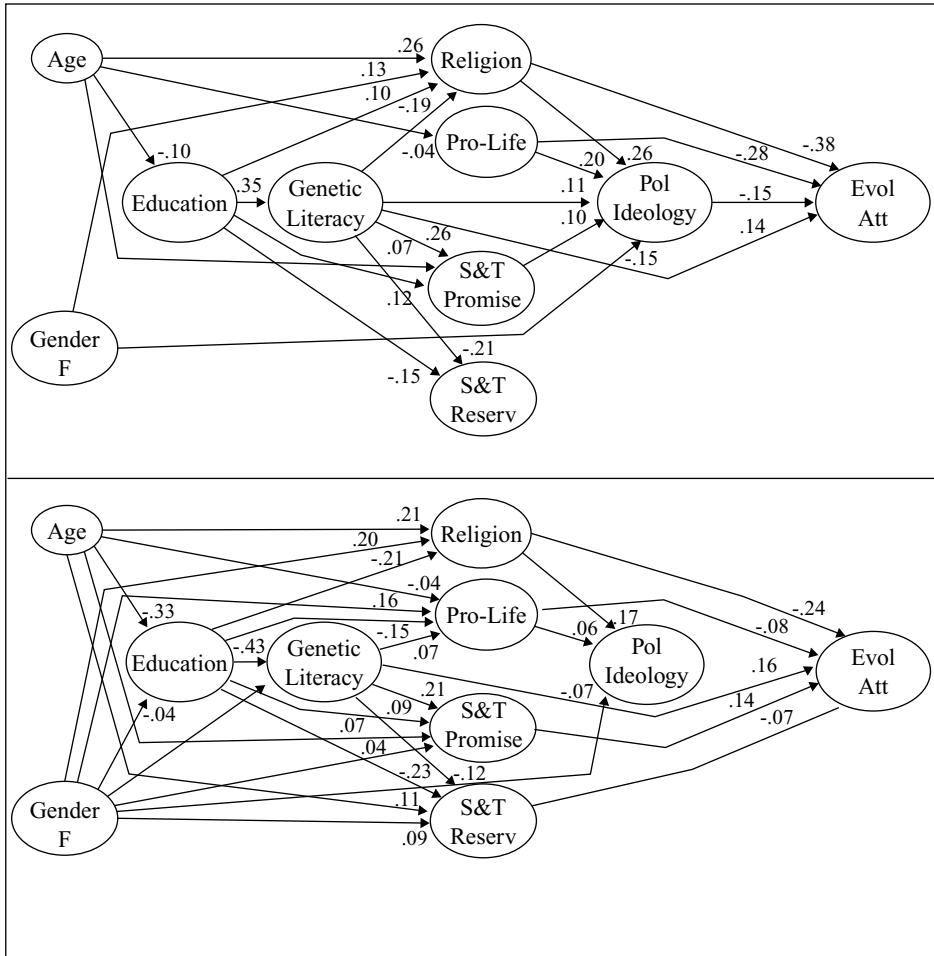 Age
.26
Religion
.13
.10
-.19
Pro-Life
-.04
-.10
.20
.26
-.28
-.38
Education
.35
Genetic
Literacy
.11
Pol
Ideology
-.15
Evol
Att
.26
.07
.10
.14
-.15
S&T
Promise
.12
Gender
F
-.21
-.15
S&T
Reserv
Age
.21
Religion
.20
-.21
-.04
Pro-Life
-.33
.16
.17
-.24
-.08
Education
-.43
Genetic
Literacy
-.15
.07
.06
Pol
Ideology
.16
Evol
Att
-.04
.21
.09
-.07
.14
-.07
.07
S&T
Promise
.04
-.23
-.12
Gender
F
.11
S&T
Reserv
.09